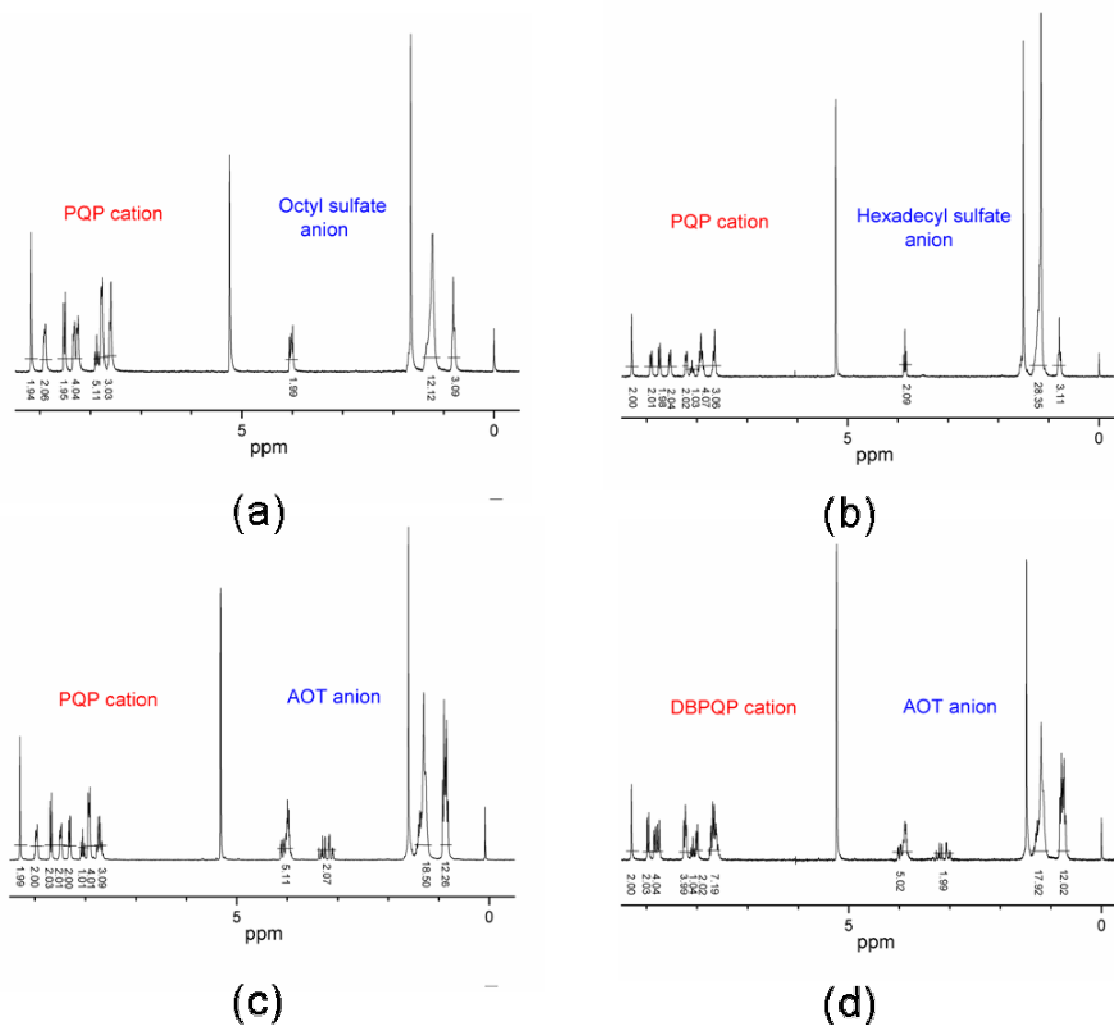 PQP cation
Octyl sulfate
anion
1.94
2.06
1.95
4.04
5.11
3.03
1.99
12.12
3.09
5
0
ppm
(a)
PQP cation
Hexadecyl sulfate
anion
2.00
2.01
1.98
2.04
2.02
1.03
4.07
3.06
2.09
28.35
3.11
5
0
ppm
(b)
PQP cation
AOT anion
1.99
2.00
2.03
2.01
2.00
1.01
4.01
3.09
5.11
2.07
18.50
12.26
5
0
ppm
(c)
DBPQP cation
AOT anion
2.00
2.03
4.04
3.95
1.04
2.02
7.19
5.02
1.99
17.92
12.02
5
0
ppm
(d)